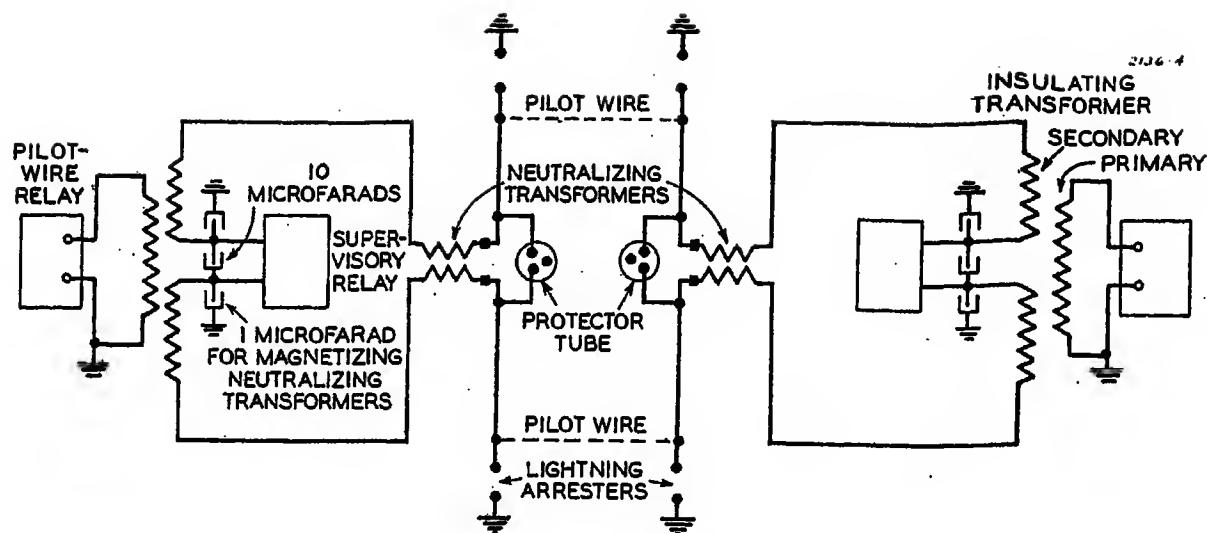 2136-4
INSULATING
TRANSFORMER
SECONDARY
PRIMARY
PILOT WIRE
PILOT-
WIRE
RELAY
10
MICROFARADS
NEUTRALIZING
TRANSFORMERS
SUPER-
VISORY
RELAY
PROTECTOR
TUBE
1 MICROFARAD
FOR MAGNETIZING
NEUTRALIZING
TRANSFORMERS
PILOT WIRE
LIGHTNING
ARRESTERS